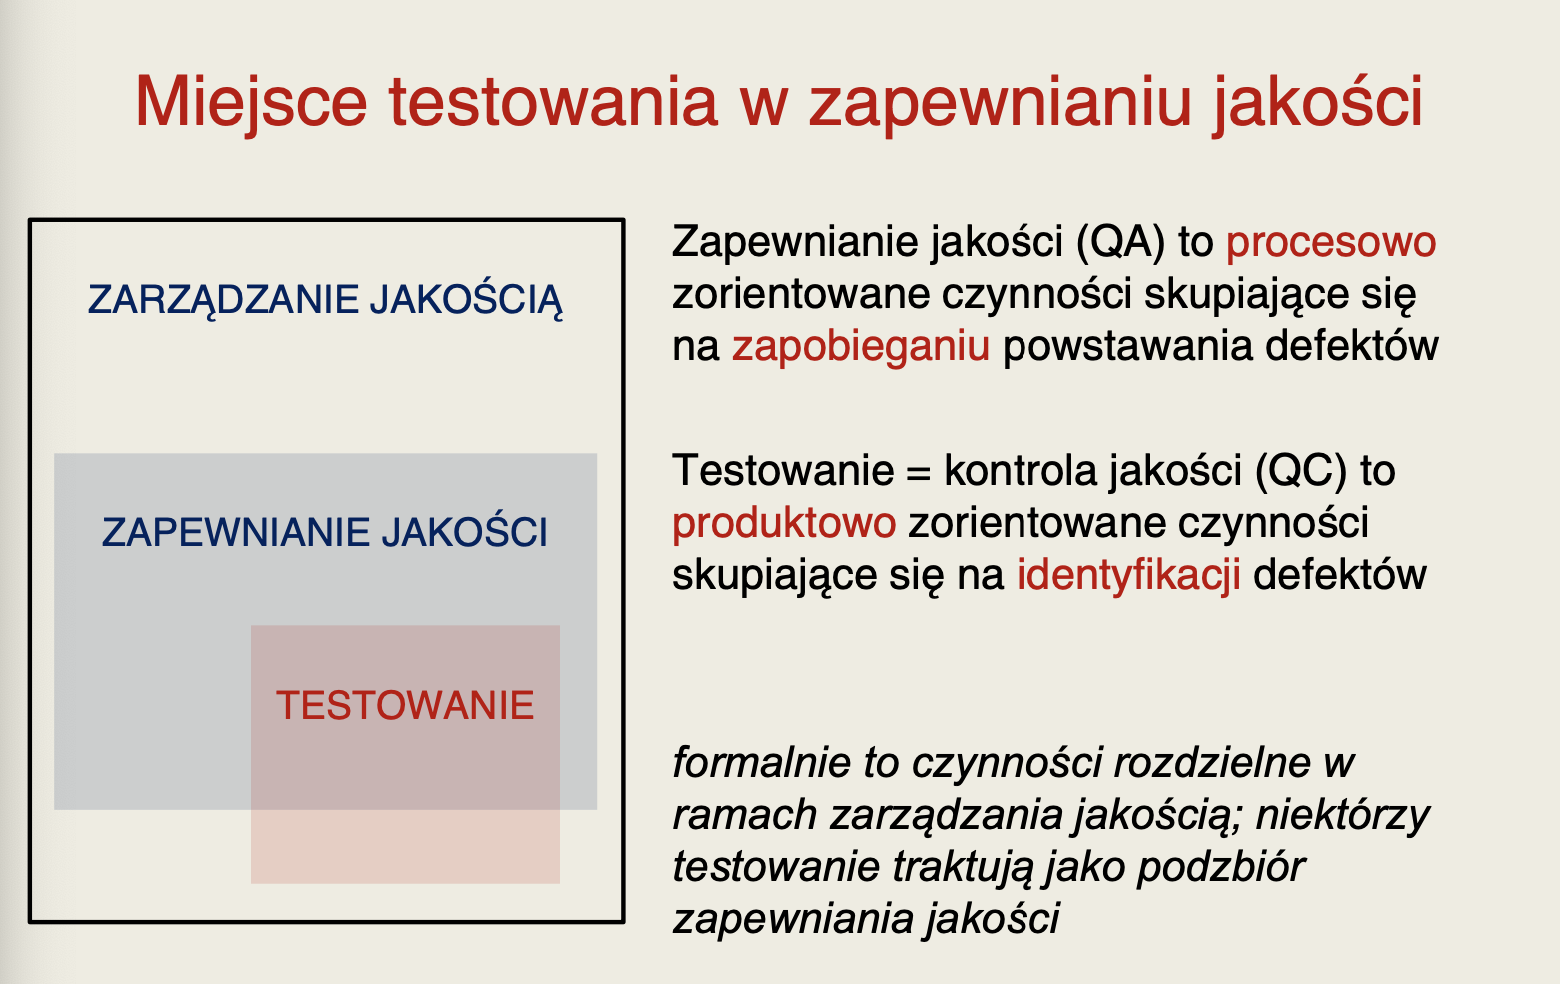 Miejsce testowania w zapewnianiu jakości
ZARZĄDZANIE JAKOŚCIĄ
ZAPEWNIANIE JAKOŚCI
TESTOWANIE
Zapewnianie jakości (QA) to procesowo
zorientowane czynności skupiające się
na zapobieganiu powstawania defektów
Testowanie = kontrola jakości (QC) to
produktowo zorientowane czynności
skupiające się na identyfikacji defektów
formalnie to czynności rozdzielne w
ramach zarządzania jakością; niektórzy
testowanie traktują jako podzbiór
zapewniania jakości